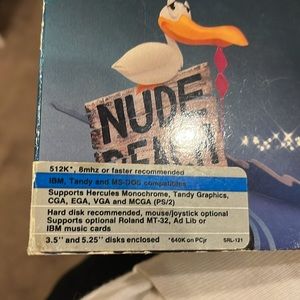 NUDE
BEACH
512K*, 8mhz or faster recommended
IBM, Tandy and MS-DOS compatibles
Supports Hercules Monochrome, Tandy Graphics,
CGA, EGA, VGA and MCGA (PS/2)
Hard disk recommended, mouse/joystick optional
Supports optional Roland MT-32, Ad Lib or
IBM music cards
3.5" and 5.25" disks enclosed *640K on PCjr SRL-121